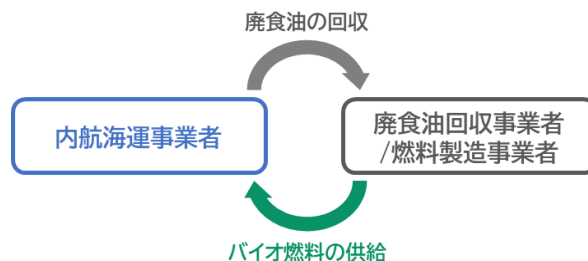 廃食油の回収
内航海運事業者
廃食油回収事業者
/燃料製造事業者
バイオ燃料の供給